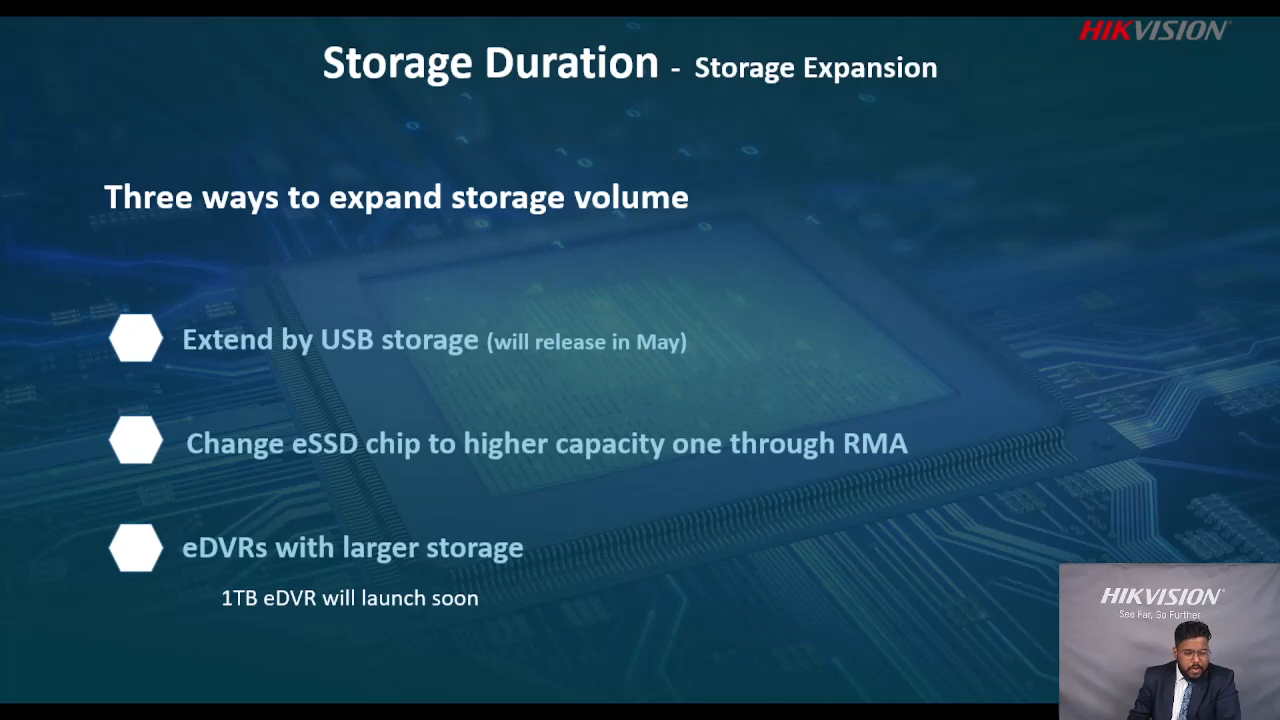 HIKVISION
Storage Duration - Storage Expansion
Three ways to expand storage volume
Extend by USB storage (will release in May)
Change eSSD chip to higher capacity one through RMA
eDVRs with larger storage
1TB eDVR will launch soon
HIKVISION
See Far, Go Further